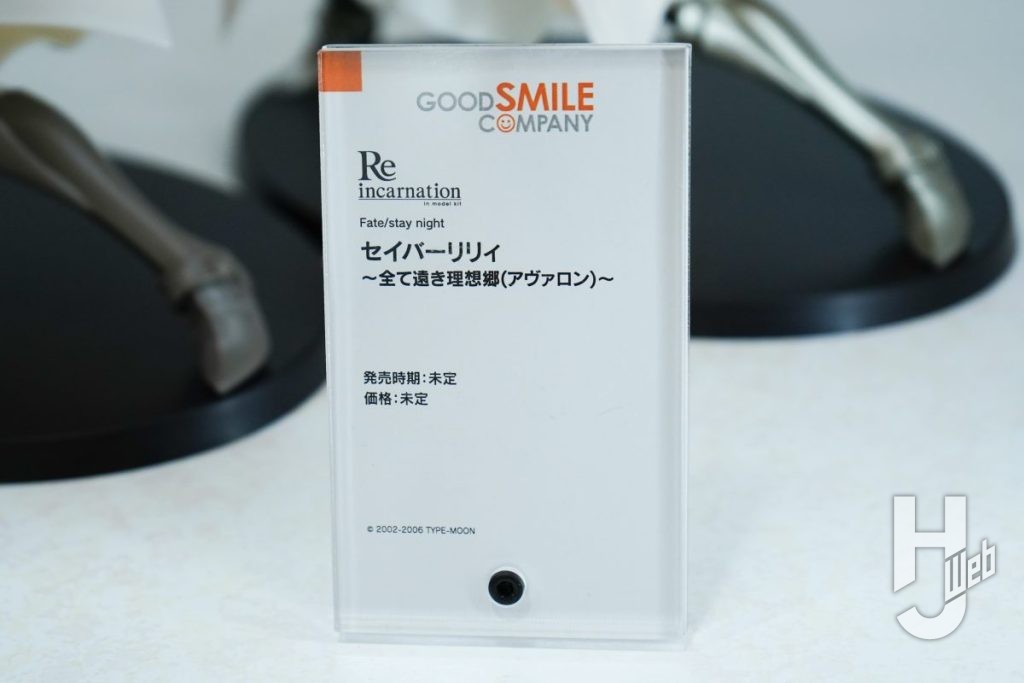 GOODSMILE
COMPANY
Re
incarnation
in model kit
Fate/stay night
セイバーリリィ
～全て遠き理想郷(アヴァロン)～
発売時期：未定
価格：未定
© 2002-2006 TYPE-MOON
HJ Web